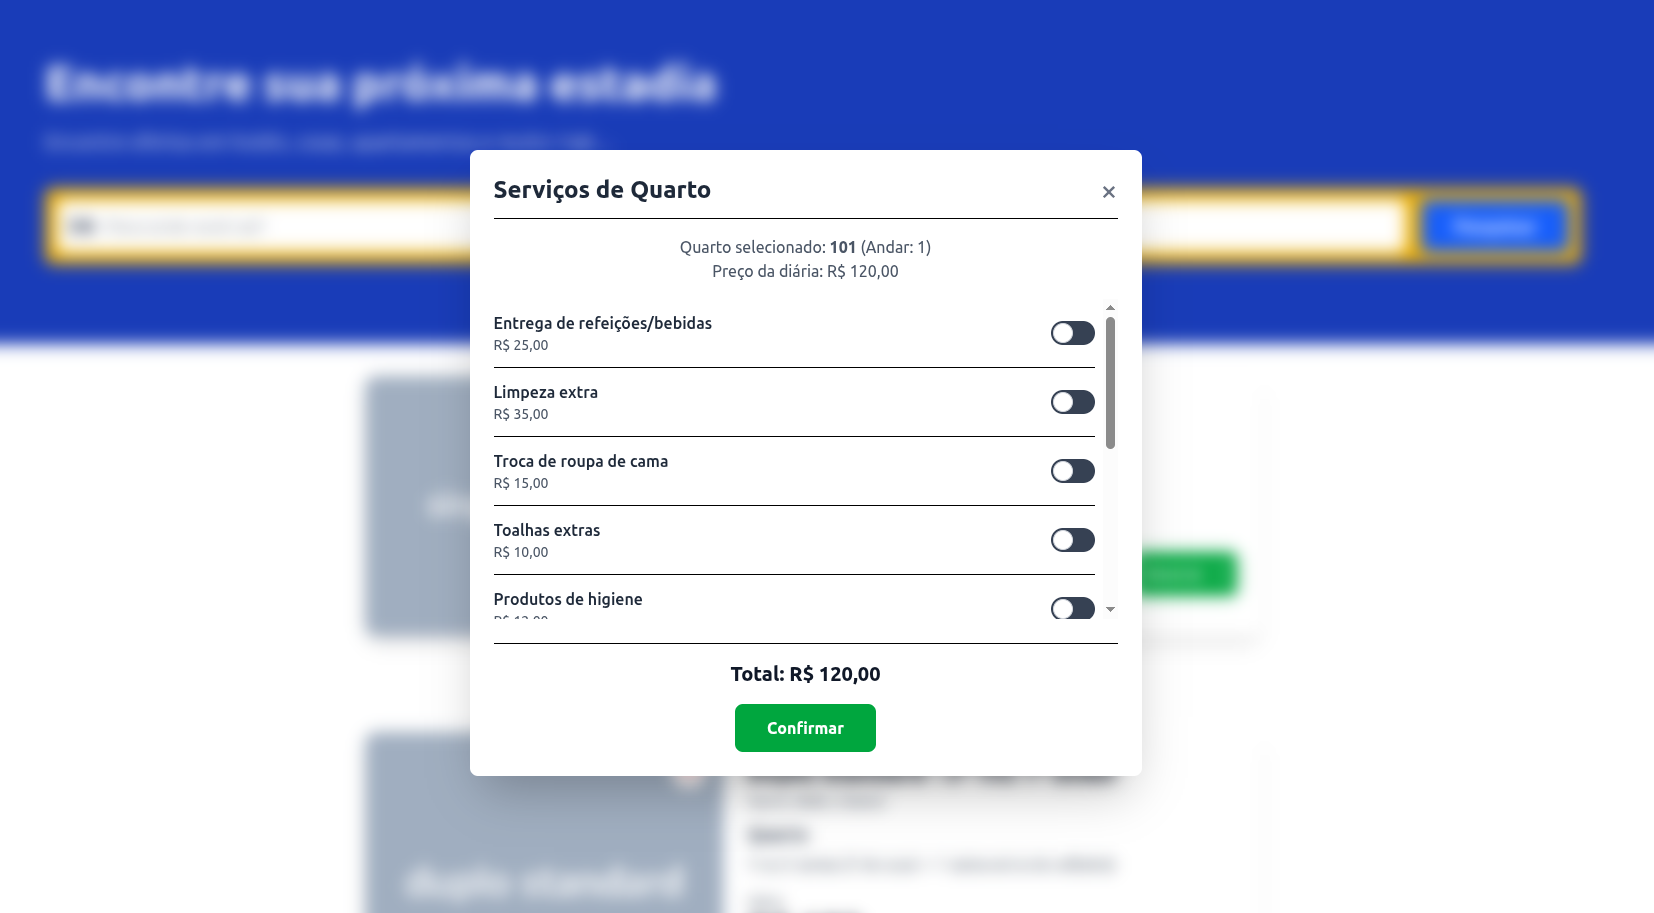 Encontre sua próxima estadia
Serviços de Quarto
×
Quarto selecionado: 101 (Andar: 1)
Preço da diária: R$ 120,00
Entrega de refeições/bebidas
R$ 25,00
Limpeza extra
R$ 35,00
Troca de roupa de cama
R$ 15,00
Toalhas extras
R$ 10,00
Produtos de higiene
R$ 12,00
Total: R$ 120,00
Confirmar
duplo standard